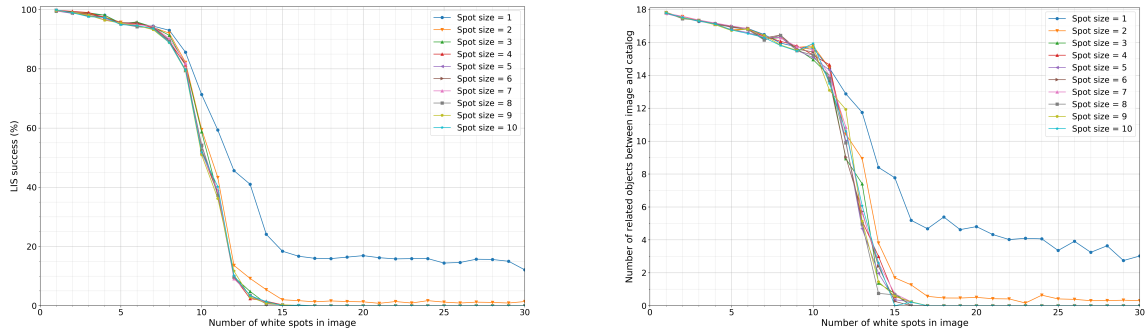 LIS success (%)
100
80
60
40
20
0
0
5
10
15
20
25
30
Number of white spots in image
Spot size = 1
Spot size = 2
Spot size = 3
Spot size = 4
Spot size = 5
Spot size = 6
Spot size = 7
Spot size = 8
Spot size = 9
Spot size = 10
Number of related objects between image and catalog
18
16
14
12
10
8
6
4
2
0
0
5
10
15
20
25
30
Number of white spots in image
Spot size = 1
Spot size = 2
Spot size = 3
Spot size = 4
Spot size = 5
Spot size = 6
Spot size = 7
Spot size = 8
Spot size = 9
Spot size = 10